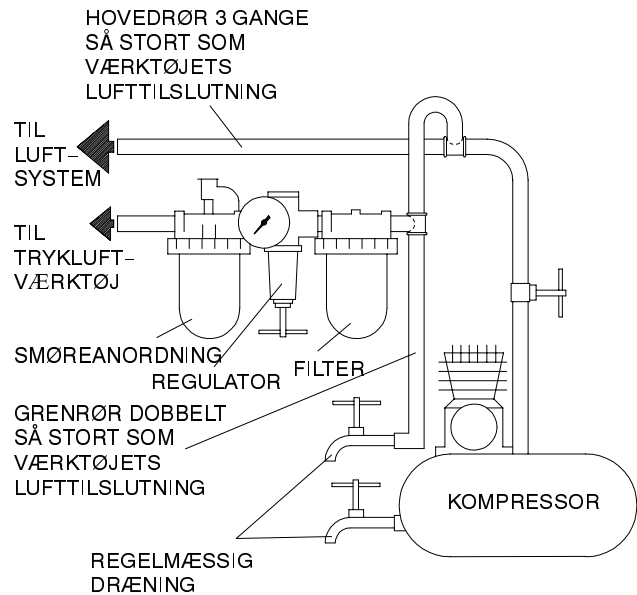 HOVEDRØR 3 GANGE
SÅ STORT SOM
VÆRKTØJETS
LUFTTILSLUTNING
TIL
LUFT-
SYSTEM
TIL
TRYKLUFT-
VÆRKTØJ
SMØREANORDNING
REGULATOR
FILTER
GRENRØR DOBBELT
SÅ STORT SOM
VÆRKTØJETS
LUFTTILSLUTNING
KOMPRESSOR
REGELMÆSSIG
DRÆNING